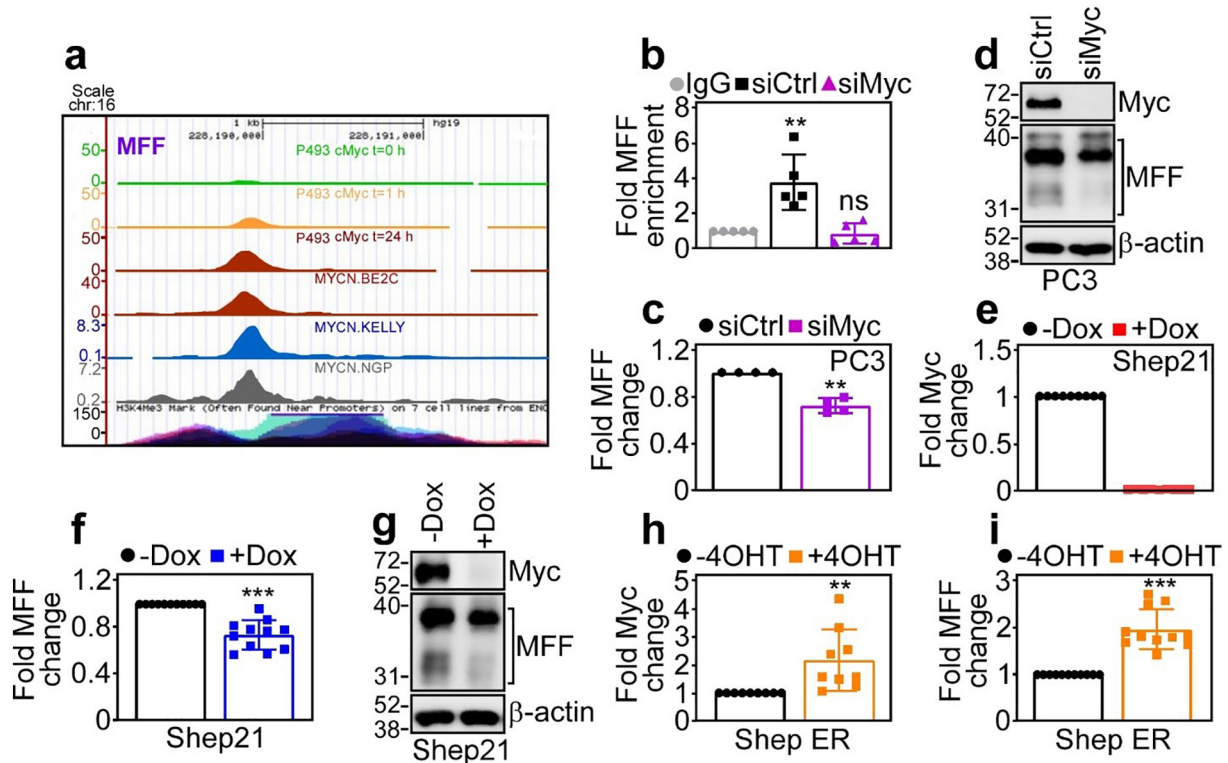 a
Scale
chr:16
1 kb
hg19
228,190,000
228,191,000
MFF
50
0
P493 cMyc t=0 h
50
0
P493 cMyc t=1 h
50
0
P493 cMyc t=24 h
40
0
MYCN.BE2C
8.3
0.1
MYCN.KELLY
7.2
0.2
MYCN.NGP
H3K4Me3 Mark (Often Found Near Promoters) on 7 cell lines from ENC
150
0
b
IgG siCtrl siMyc
Fold MFF
enrichment
8
6
4
2
0
**
ns
d
siCtrl
siMyc
72
52
Myc
40
31
MFF
52
38
β-actin
PC3
c
siCtrl siMyc
PC3
Fold MFF
change
1.2
0.8
0.4
0
**
e
-Dox +Dox
Shep21
Fold Myc
change
1.5
1
0.5
0
f
-Dox +Dox
Fold MFF
change
1.2
0.8
0.4
0
***
Shep21
g
-Dox
+Dox
72
52
Myc
40
31
MFF
52
38
β-actin
Shep21
h
-4OHT +4OHT
Fold Myc
change
5
4
3
2
1
0
**
Shep ER
i
-4OHT +4OHT
Fold MFF
change
3
2
1
0
***
Shep ER